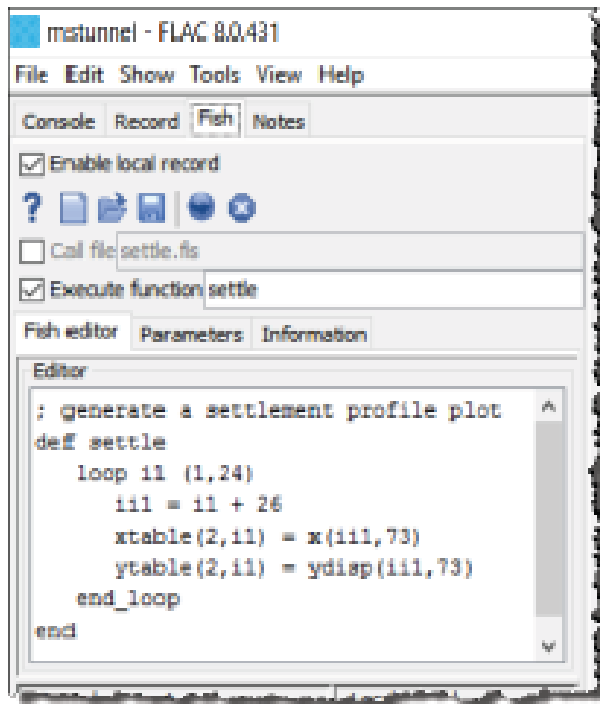 mstunnel - FLAC 8.0.431
File Edit Show Tools View Help
Console Record Fish Notes
Enable local record
?
Call file settle.fis
Execute function settle
Fish editor Parameters Information
Editor
; generate a settlement profile plot
def settle
loop i1 (1,24)
ii1 = i1 + 26
xtable(2,i1) = x(ii1,73)
ytable(2,i1) = ydisp(ii1,73)
end_loop
end